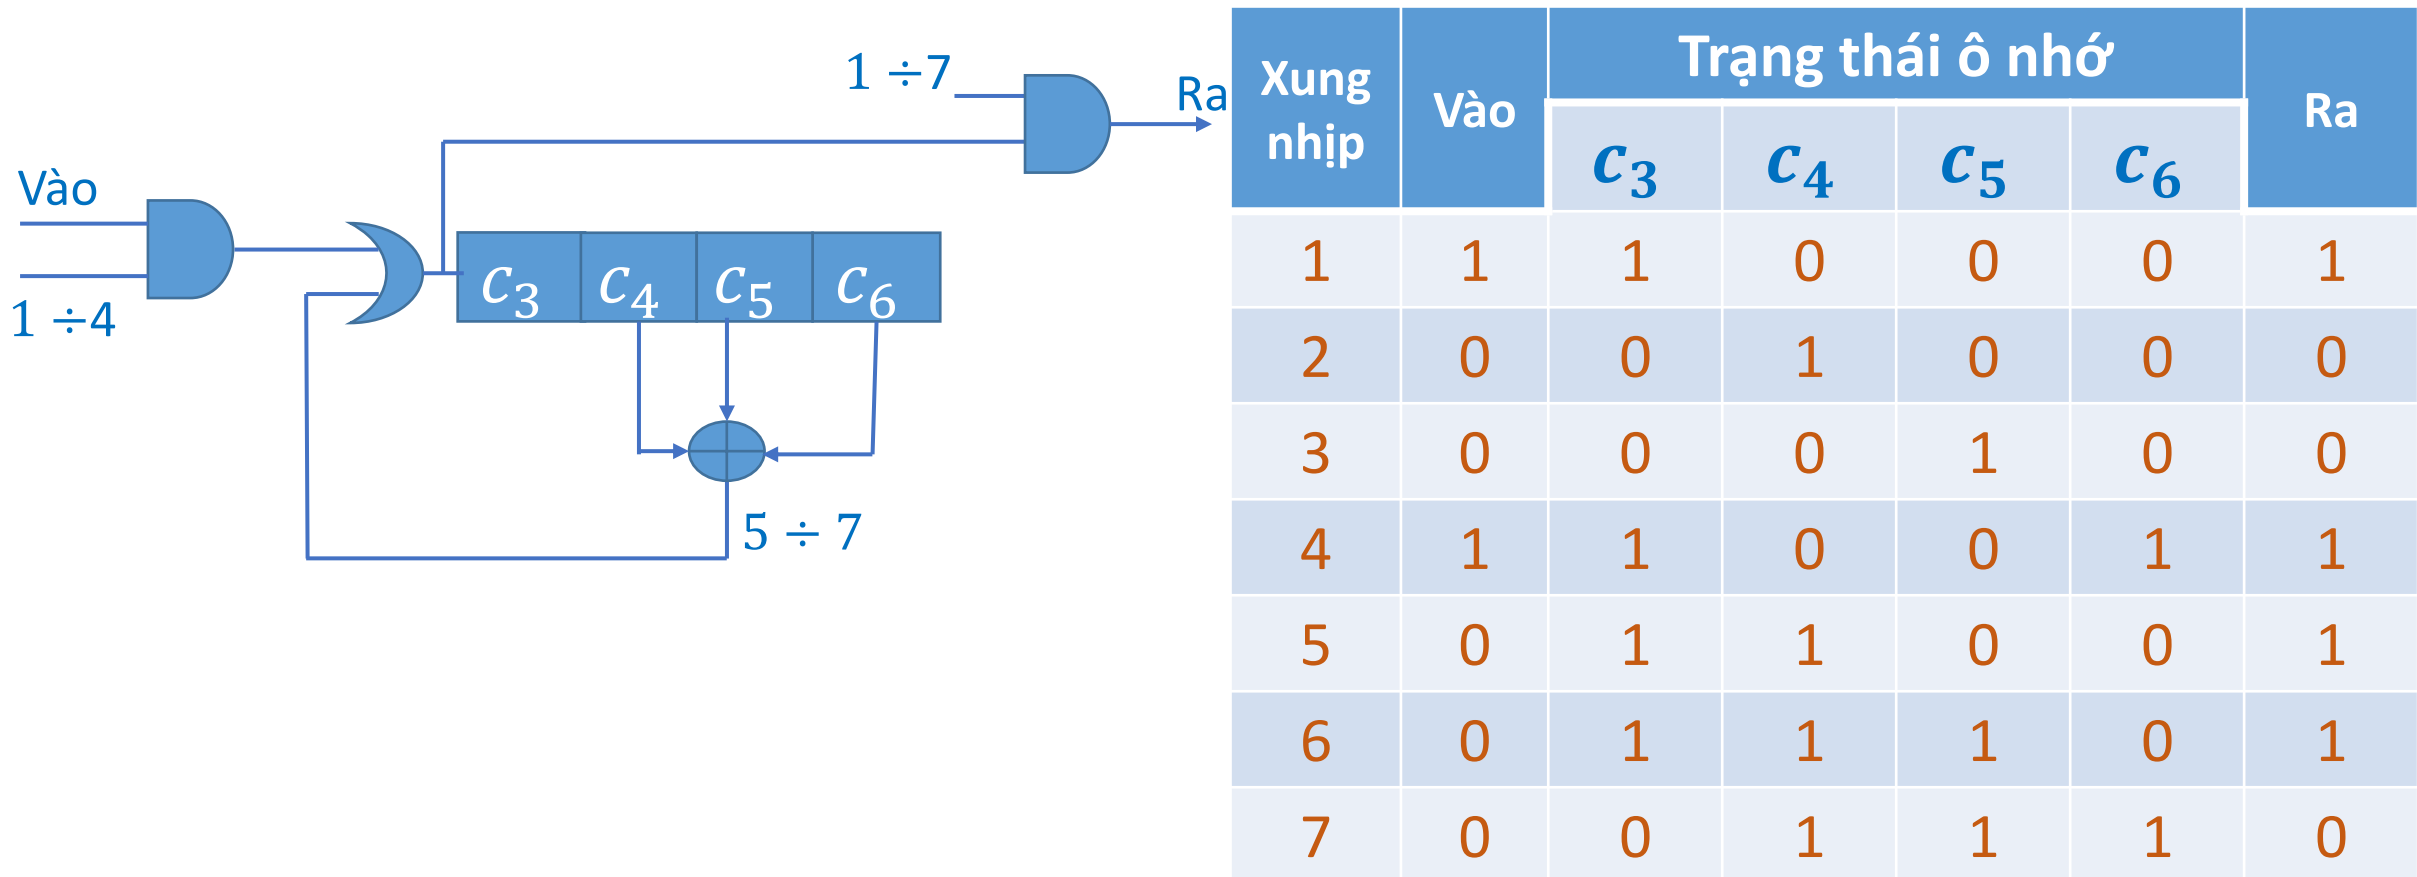 1 ÷7
Ra
Vào
1 ÷4
c₃ c₄ c₅ c₆
5 ÷ 7
Xung nhịp Vào Trạng thái ô nhớ Ra
c₃ c₄ c₅ c₆
1 1 1 0 0 0 1
2 0 0 1 0 0 0
3 0 0 0 1 0 0
4 1 1 0 0 1 1
5 0 1 1 0 0 1
6 0 1 1 1 0 1
7 0 0 1 1 1 0